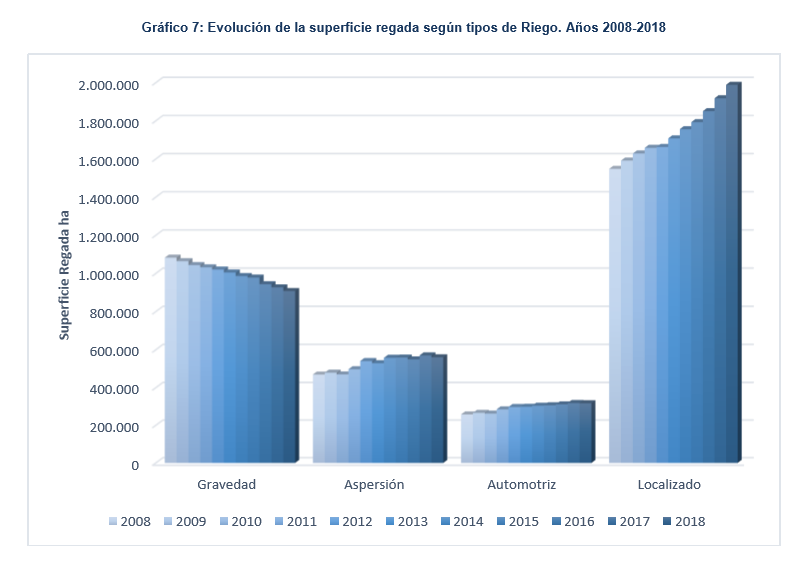 Gráfico 7: Evolución de la superficie regada según tipos de Riego. Años 2008-2018
Superficie Regada ha
2.000.000
1.800.000
1.600.000
1.400.000
1.200.000
1.000.000
800.000
600.000
400.000
200.000
0
Gravedad Aspersión Automotriz Localizado
2008 2009 2010 2011 2012 2013 2014 2015 2016 2017 2018